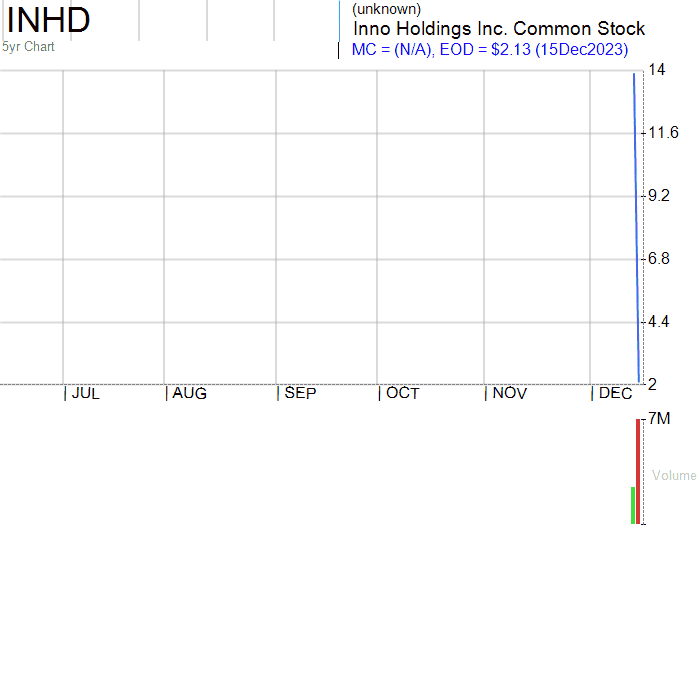 INHD
5yr Chart
(unknown)
Inno Holdings Inc. Common Stock
MC = (N/A), EOD = $2.13 (15Dec2023)
14
11.6
9.2
6.8
4.4
2
JUL AUG SEP OCT NOV DEC
7M
Volume